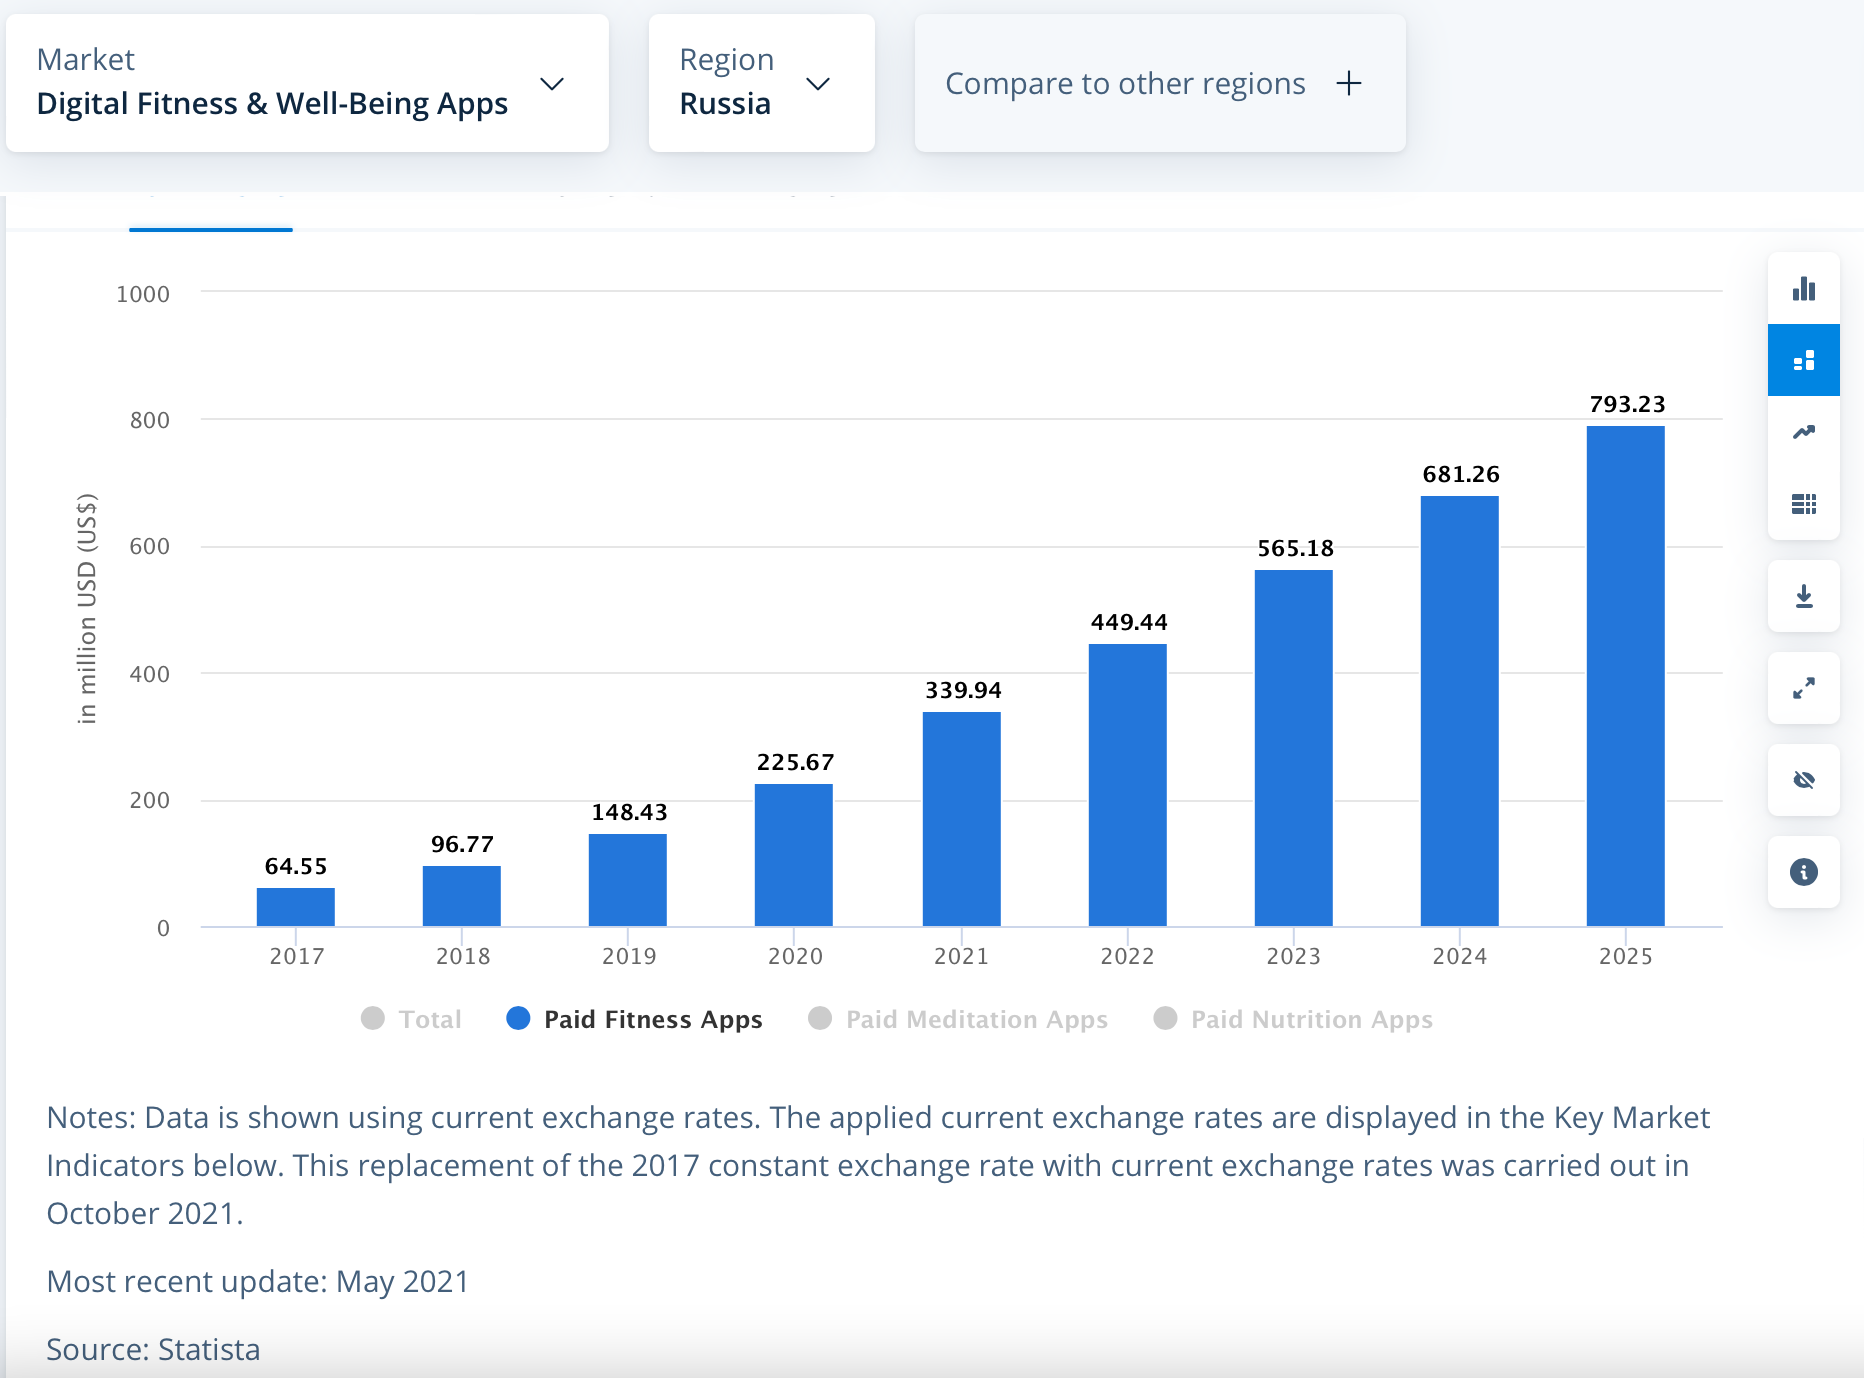 Market
Digital Fitness & Well-Being Apps
Region
Russia
Compare to other regions +
1000
800
600
400
200
0
in million USD (US$)
64.55
96.77
148.43
225.67
339.94
449.44
565.18
681.26
793.23
2017
2018
2019
2020
2021
2022
2023
2024
2025
Total
Paid Fitness Apps
Paid Meditation Apps
Paid Nutrition Apps
Notes: Data is shown using current exchange rates. The applied current exchange rates are displayed in the Key Market
Indicators below. This replacement of the 2017 constant exchange rate with current exchange rates was carried out in
October 2021.
Most recent update: May 2021
Source: Statista